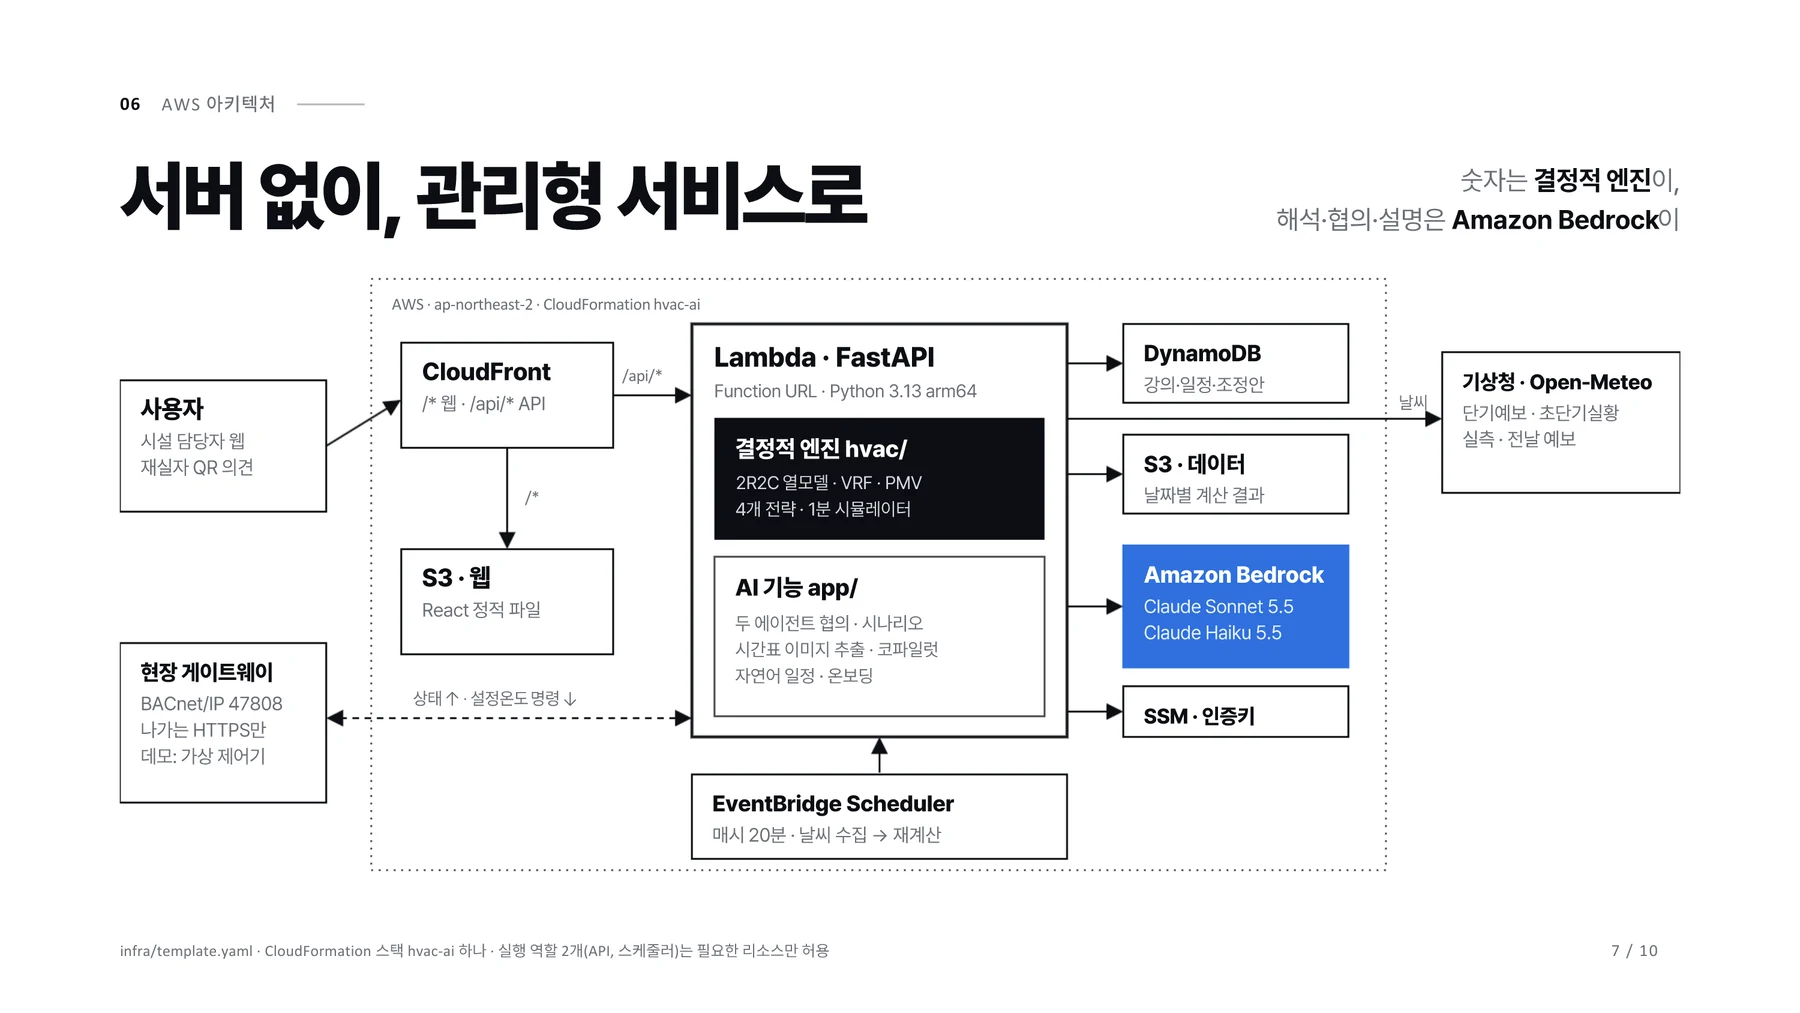 06 AWS 아키텍처
서버 없이, 관리형 서비스로
숫자는 결정적 엔진이,
해석·협의·설명은 Amazon Bedrock이
AWS · ap-northeast-2 · CloudFormation hvac-ai
사용자
시설 담당자 웹
재실자 QR 의견
CloudFront
/* 웹 · /api/* API
/api/*
/*
S3 · 웹
React 정적 파일
현장 게이트웨이
BACnet/IP 47808
나가는 HTTPS만
데모: 가상 제어기
상태 ↑ · 설정온도 명령 ↓
Lambda · FastAPI
Function URL · Python 3.13 arm64
결정적 엔진 hvac/
2R2C 열모델 · VRF · PMV
4개 전략 · 1분 시뮬레이터
AI 기능 app/
두 에이전트 협의 · 시나리오
시간표 이미지 추출 · 코파일럿
자연어 일정 · 온보딩
EventBridge Scheduler
매시 20분 · 날씨 수집 → 재계산
DynamoDB
강의·일정·조정안
S3 · 데이터
날짜별 계산 결과
Amazon Bedrock
Claude Sonnet 5.5
Claude Haiku 5.5
SSM · 인증키
날씨
기상청 · Open-Meteo
단기예보 · 초단기실황
실측 · 전날 예보
infra/template.yaml · CloudFormation 스택 hvac-ai 하나 · 실행 역할 2개(API, 스케줄러)는 필요한 리소스만 허용
7 / 10